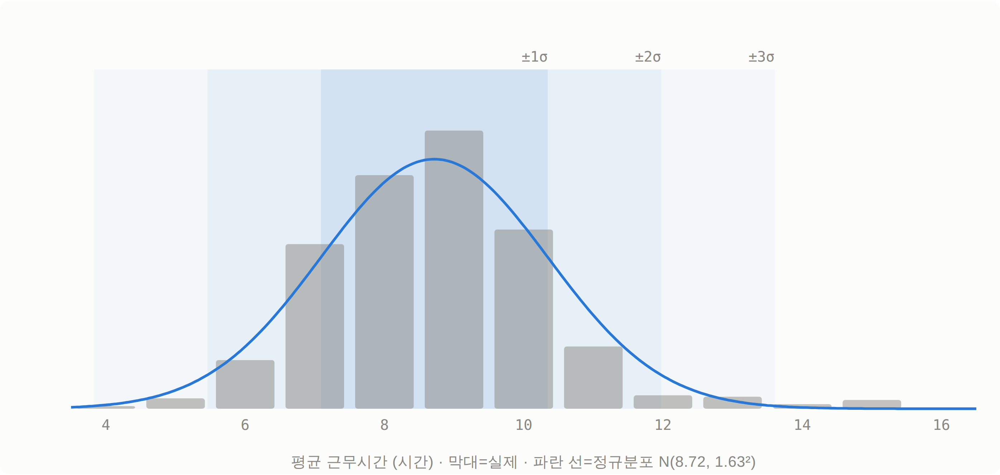 ±1σ ±2σ ±3σ
4 6 8 10 12 14 16
평균 근무시간 (시간) · 막대=실제 · 파란 선=정규분포 N(8.72, 1.63²)